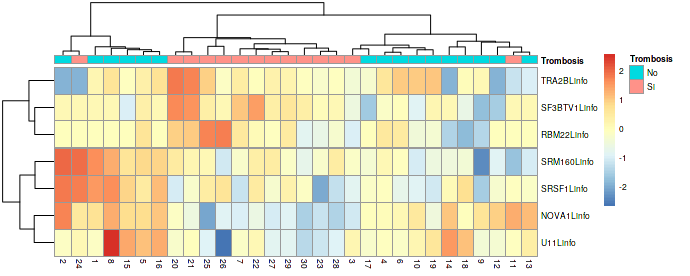 Trombosis
TRA2BLinfo
SF3BTV1Linfo
RBM22Linfo
SRM160Linfo
SRSF1Linfo
NOVA1Linfo
U11Linfo
2 24 1 8 15 5 16 20 21 25 26 7 22 27 29 30 23 28 3 17 4 6 10 19 14 18 9 12 11 13
2
1
0
-1
-2
Trombosis
No
SI